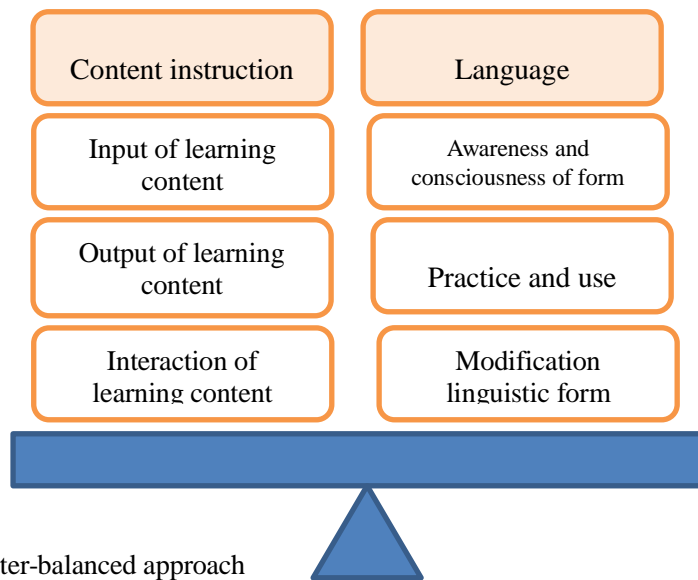 Content instruction
Language
Input of learning
content
Awareness and
consciousness of form
Output of learning
content
Practice and use
Interaction of
learning content
Modification
linguistic form
ter-balanced approach